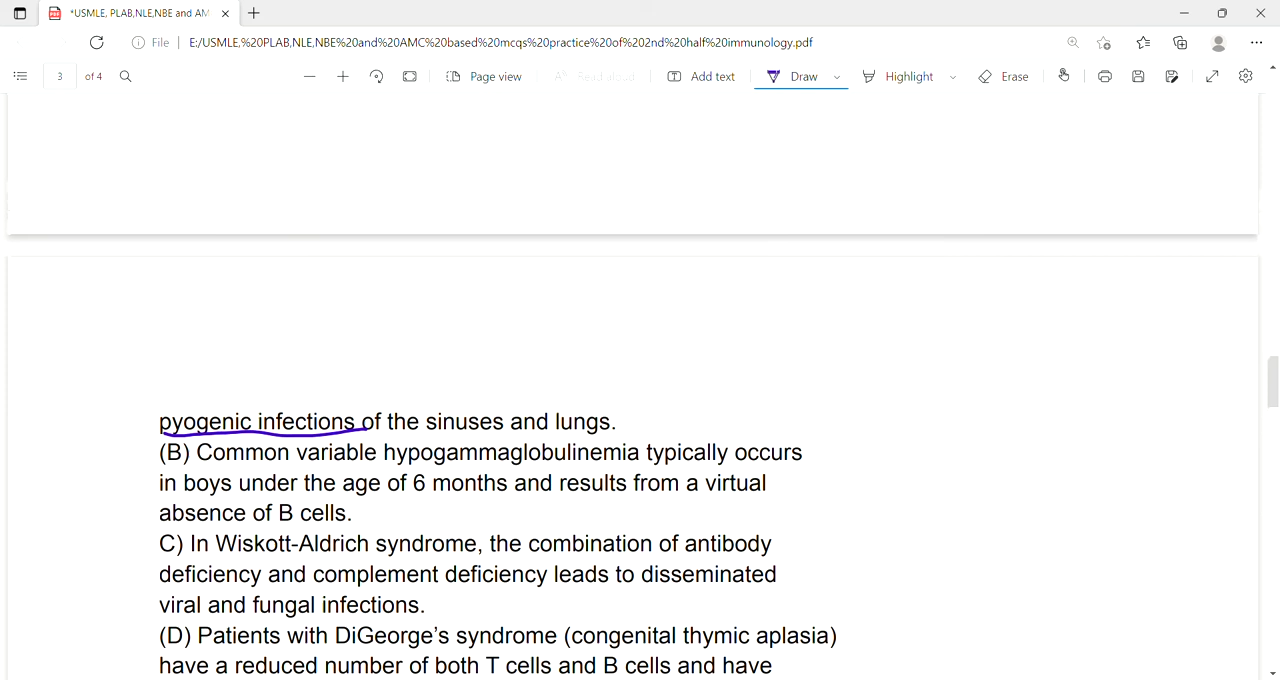 *USMLE, PLAB,NLE,NBE and AM
File | E:/USMLE,%20PLAB,NLE,NBE%20and%20AMC%20based%20mcqs%20practice%20of%202nd%20half%20immunology.pdf
3 of 4 Page view Read aloud Add text Draw Highlight Erase
pyogenic infections of the sinuses and lungs.
(B) Common variable hypogammaglobulinemia typically occurs
in boys under the age of 6 months and results from a virtual
absence of B cells.
C) In Wiskott-Aldrich syndrome, the combination of antibody
deficiency and complement deficiency leads to disseminated
viral and fungal infections.
(D) Patients with DiGeorge’s syndrome (congenital thymic aplasia)
have a reduced number of both T cells and B cells and have